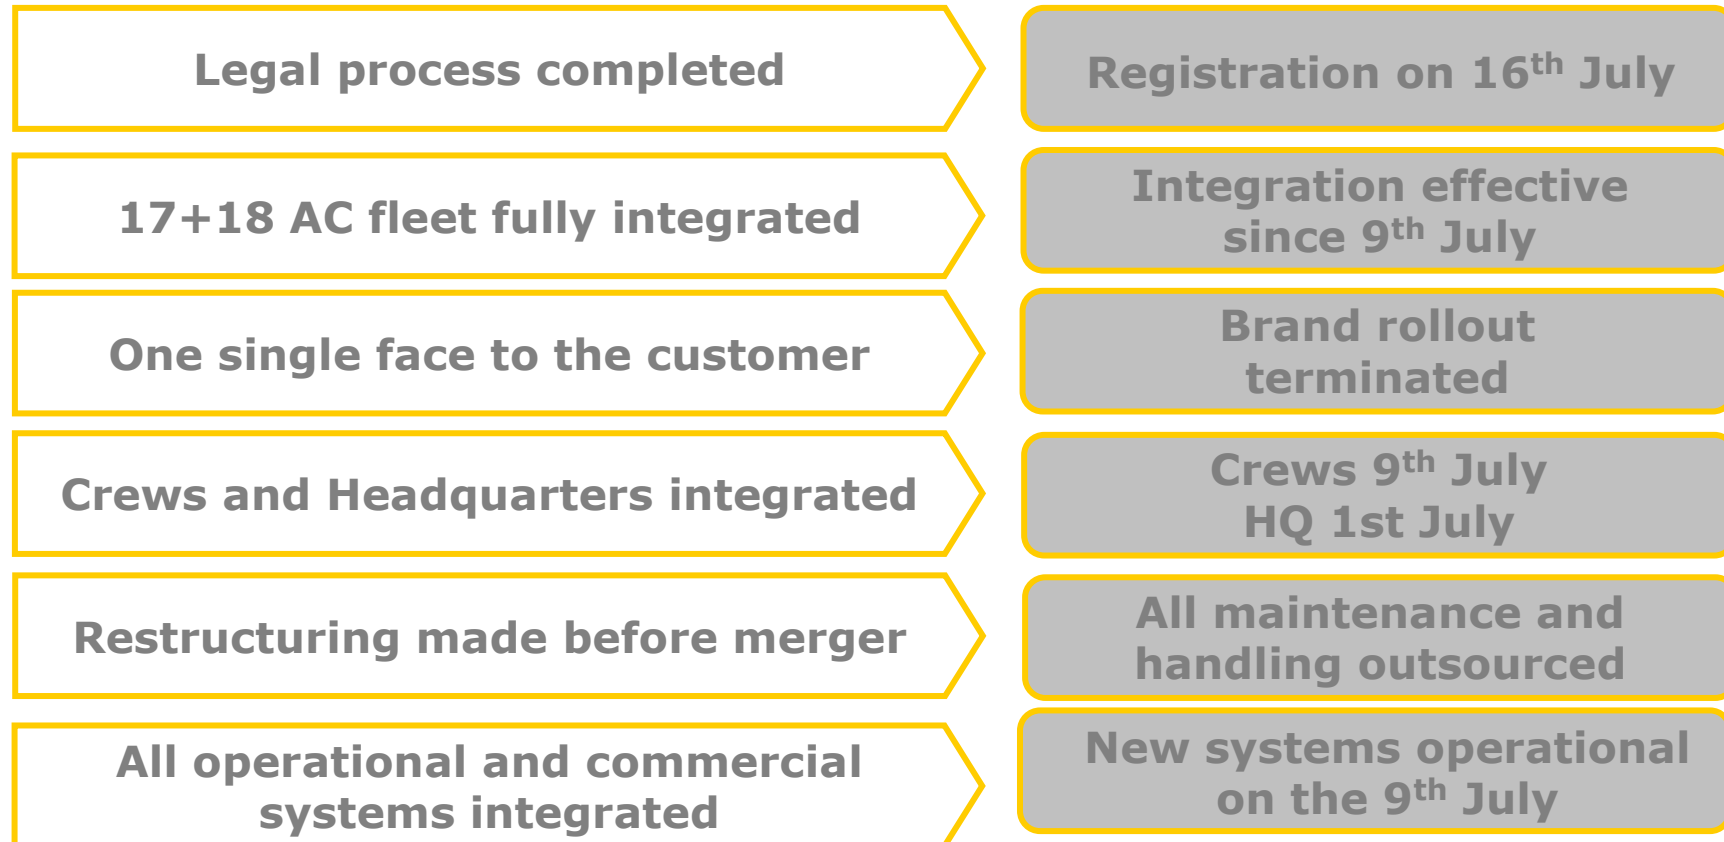 Legal process completed
Registration on 16th July
17+18 AC fleet fully integrated
Integration effective
since 9th July
One single face to the customer
Brand rollout
terminated
Crews and Headquarters integrated
Crews 9th July
HQ 1st July
Restructuring made before merger
All maintenance and
handling outsourced
All operational and commercial
systems integrated
New systems operational
on the 9th July